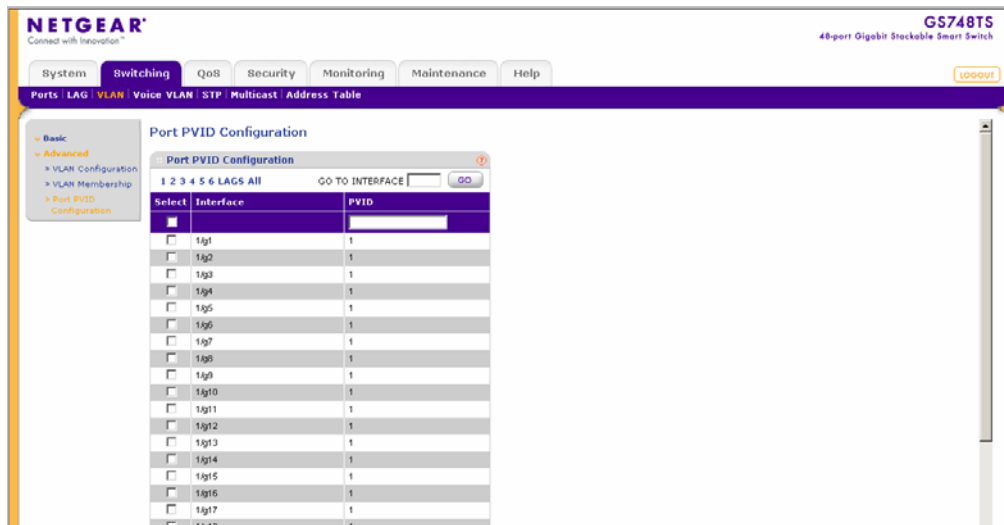 NETGEAR
Connect with Innovation™
GS748TS
48-port Gigabit Stackable Smart Switch
System Switching QoS Security Monitoring Maintenance Help
LOGOUT
Ports LAG VLAN Voice VLAN STP Multicast Address Table
Basic
Advanced
VLAN Configuration
VLAN Membership
Port PVID Configuration
Port PVID Configuration
Port PVID Configuration
1 2 3 4 5 6 LAGS All GO TO INTERFACE GO
Select Interface PVID
1/g1 1
1/g2 1
1/g3 1
1/g4 1
1/g5 1
1/g6 1
1/g7 1
1/g8 1
1/g9 1
1/g10 1
1/g11 1
1/g12 1
1/g13 1
1/g14 1
1/g15 1
1/g16 1
1/g17 1